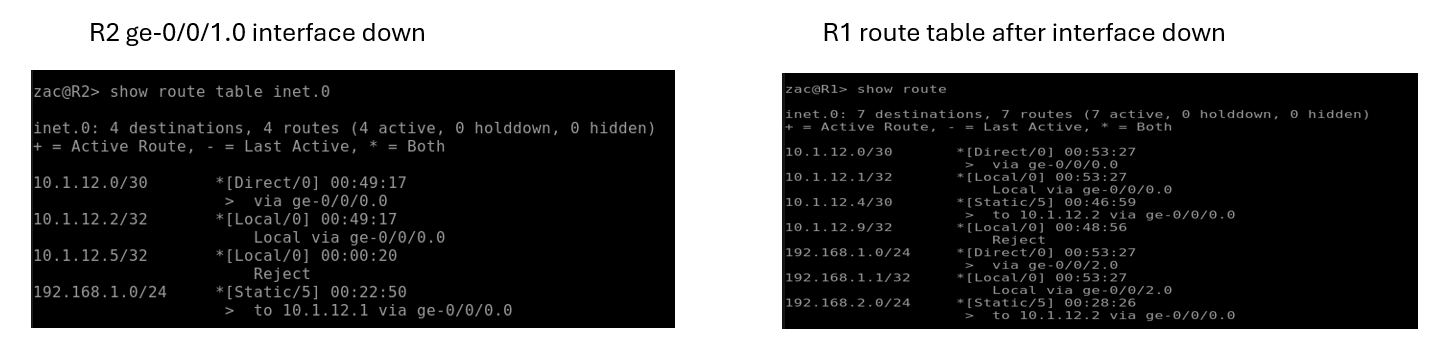 R2 ge-0/0/1.0 interface down
zac@R2> show route table inet.0
inet.0: 4 destinations, 4 routes (4 active, 0 holddown, 0 hidden)
+ = Active Route, - = Last Active, * = Both
10.1.12.0/30 *[Direct/0] 00:49:17
> via ge-0/0/0.0
10.1.12.2/32 *[Local/0] 00:49:17
Local via ge-0/0/0.0
10.1.12.5/32 *[Local/0] 00:00:20
Reject
192.168.1.0/24 *[Static/5] 00:22:50
> to 10.1.12.1 via ge-0/0/0.0
R1 route table after interface down
zac@R1> show route
inet.0: 7 destinations, 7 routes (7 active, 0 holddown, 0 hidden)
+ = Active Route, - = Last Active, * = Both
10.1.12.0/30 *[Direct/0] 00:53:27
> via ge-0/0/0.0
10.1.12.1/32 *[Local/0] 00:53:27
Local via ge-0/0/0.0
10.1.12.4/30 *[Static/5] 00:46:59
> to 10.1.12.2 via ge-0/0/0.0
10.1.12.9/32 *[Local/0] 00:48:56
Reject
192.168.1.0/24 *[Direct/0] 00:53:27
> via ge-0/0/2.0
192.168.1.1/32 *[Local/0] 00:53:27
Local via ge-0/0/2.0
192.168.2.0/24 *[Static/5] 00:28:26
> to 10.1.12.2 via ge-0/0/0.0